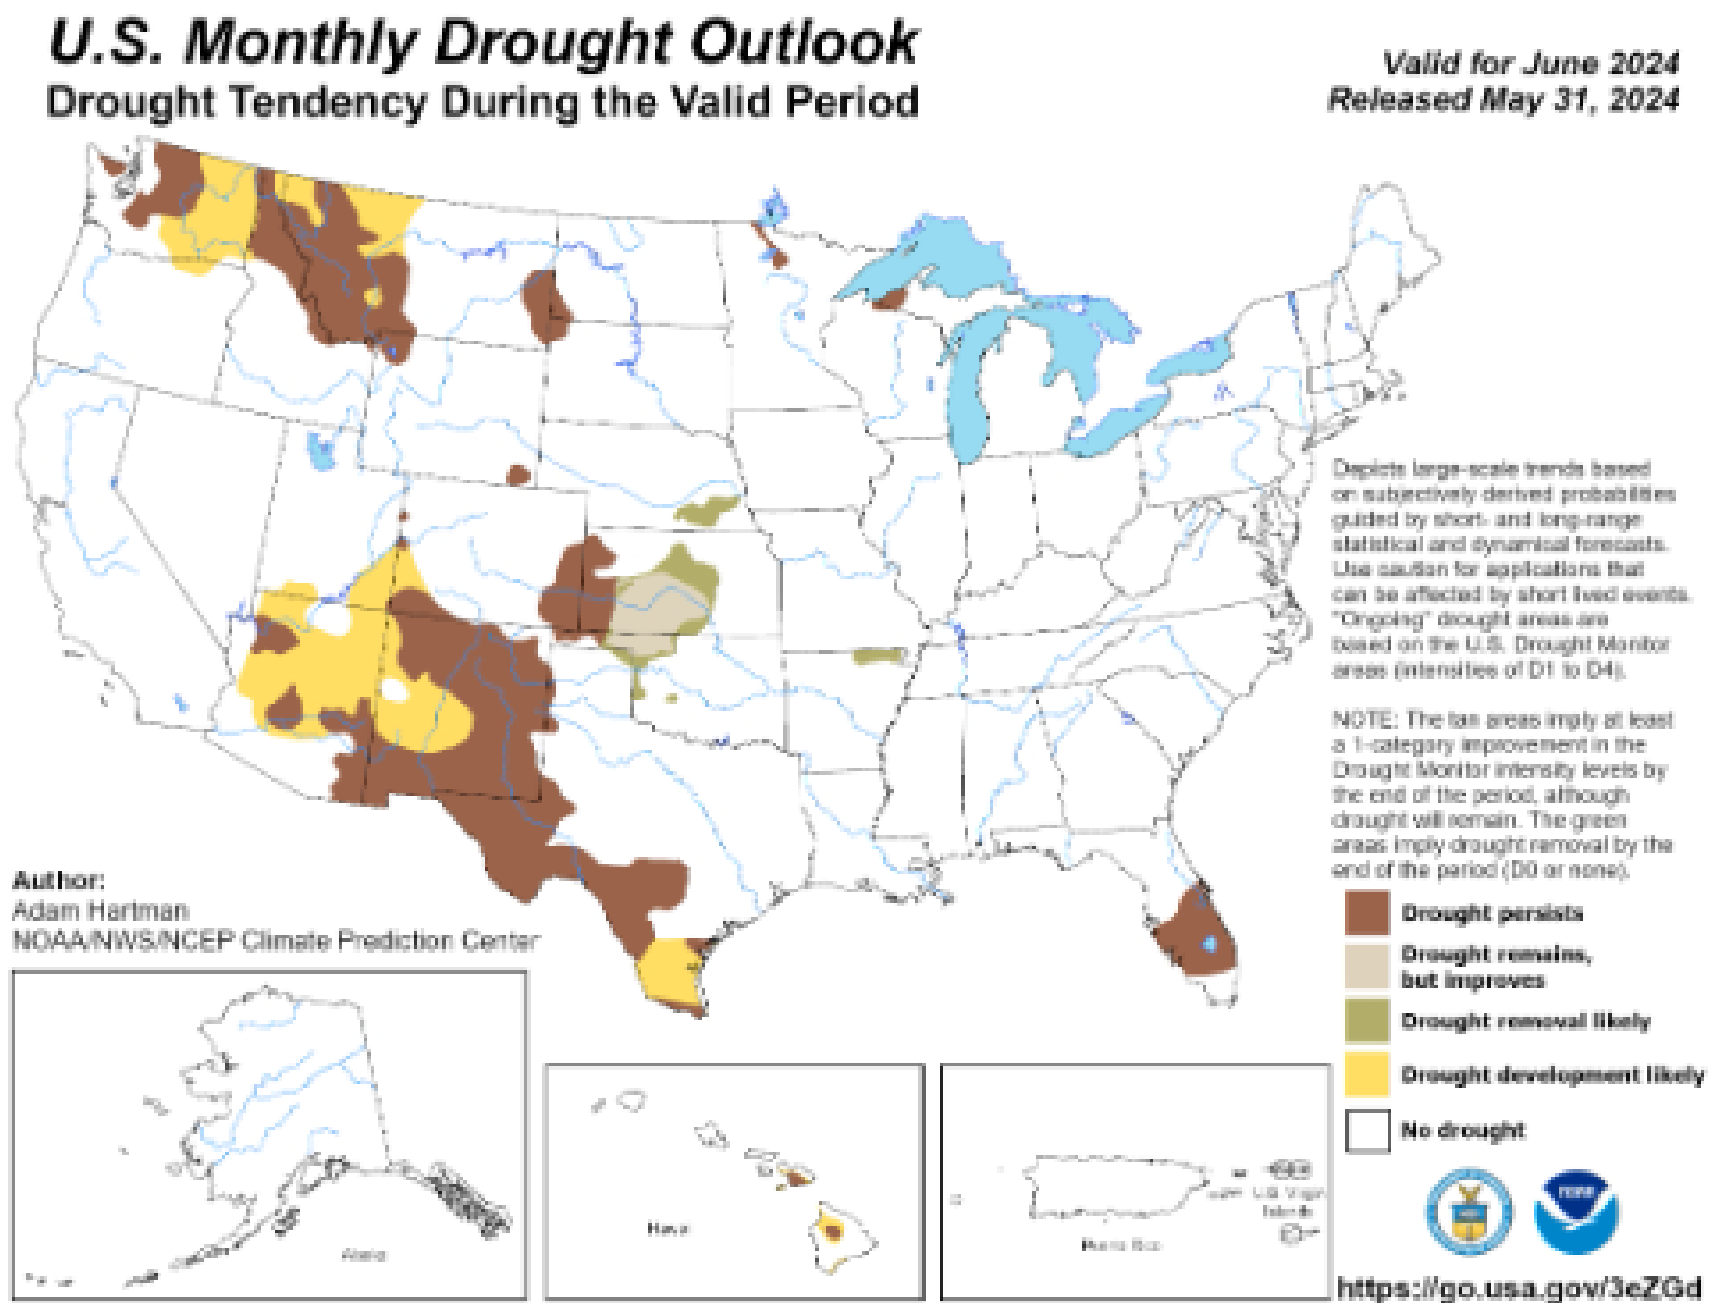 U.S. Monthly Drought Outlook
Drought Tendency During the Valid Period
Valid for June 2024
Released May 31, 2024
Depicts large-scale trends based
on subjectively derived probabilities
guided by short- and long-range
statistical and dynamical forecasts.
Use caution for applications that
can be affected by short lived events.
"Ongoing" drought areas are
based on the U.S. Drought Monitor
areas (intensities of D1 to D4).
NOTE: The tan areas imply at least
a 1-category improvement in the
Drought Monitor intensity levels by
the end of the period, although
drought will remain. The green
areas imply drought removal by the
end of the period (D0 or none).
Author:
Adam Hartman
NOAA/NWS/NCEP Climate Prediction Center
Drought persists
Drought remains,
but improves
Drought removal likely
Drought development likely
No drought
Alaska
Hawaii
Puerto Rico
U.S. Virgin
Islands
https://go.usa.gov/3eZGd